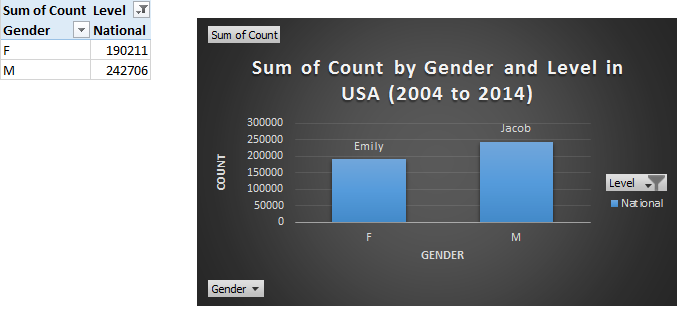 Sum of Count Level
Gender National
F 190211
M 242706
Sum of Count
Sum of Count by Gender and Level in
USA (2004 to 2014)
300000
250000
200000
150000
100000
50000
0
COUNT
Emily
Jacob
F M
GENDER
Level
National
Gender